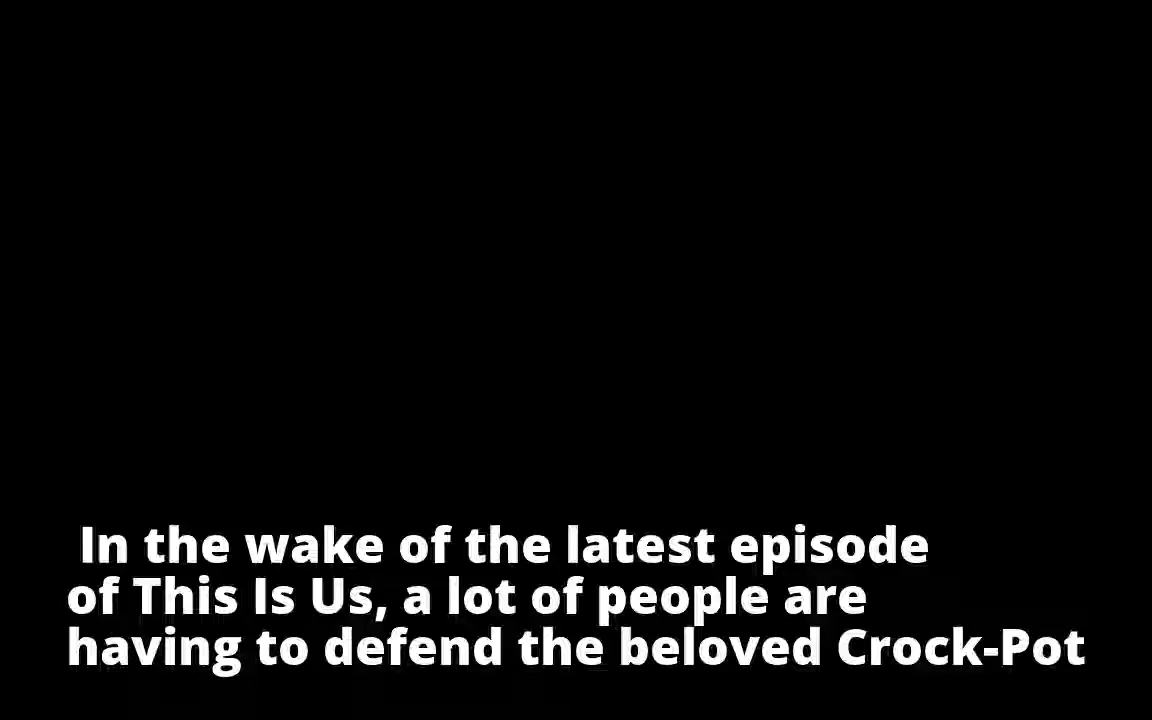 In the wake of the latest episode
of This Is Us, a lot of people are
having to defend the beloved Crock-Pot